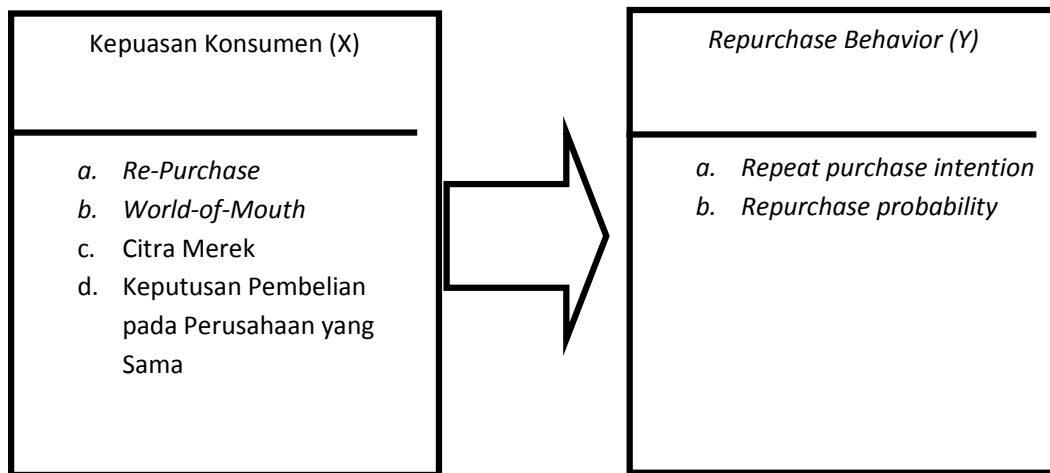 Kepuasan Konsumen (X)
a. Re-Purchase
b. World-of-Mouth
c. Citra Merek
d. Keputusan Pembelian
pada Perusahaan yang
Sama
Repurchase Behavior (Y)
a. Repeat purchase intention
b. Repurchase probability